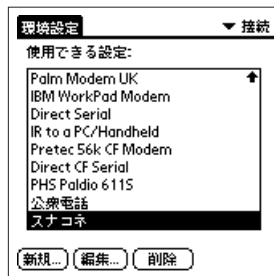 環境設定
▼ 接続
使用できる設定:
Palm Modem UK
IBM WorkPad Modem
Direct Serial
IR to a PC/Handheld
Pretec 56k CF Modem
Direct CF Serial
PHS Paldio 611S
公衆電話
スナコネ
新規...
編集...
削除